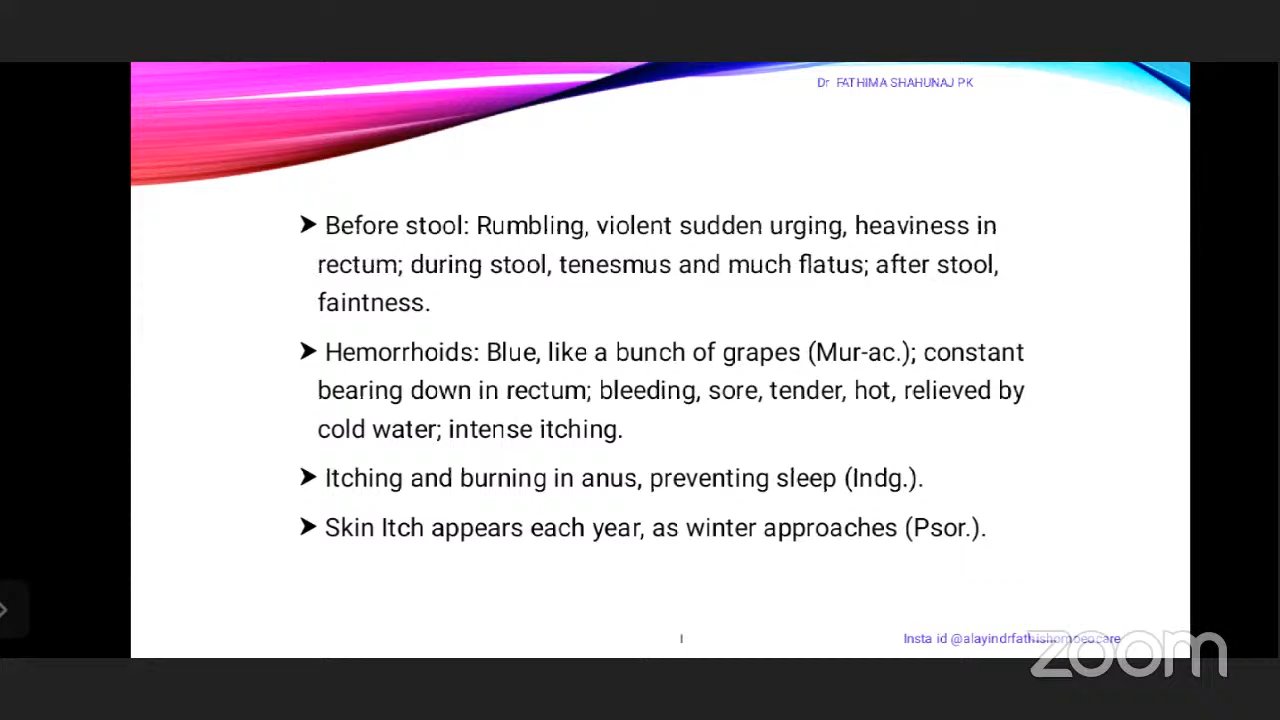 Dr FATHIMA SHAHUNAJ PK
➤ Before stool: Rumbling, violent sudden urging, heaviness in
rectum; during stool, tenesmus and much flatus; after stool,
faintness.
➤ Hemorrhoids: Blue, like a bunch of grapes (Mur-ac.); constant
bearing down in rectum; bleeding, sore, tender, hot, relieved by
cold water; intense itching.
➤ Itching and burning in anus, preventing sleep (Indg.).
➤ Skin Itch appears each year, as winter approaches (Psor.).
Insta id @alayindrfathishomoeocare
zoom